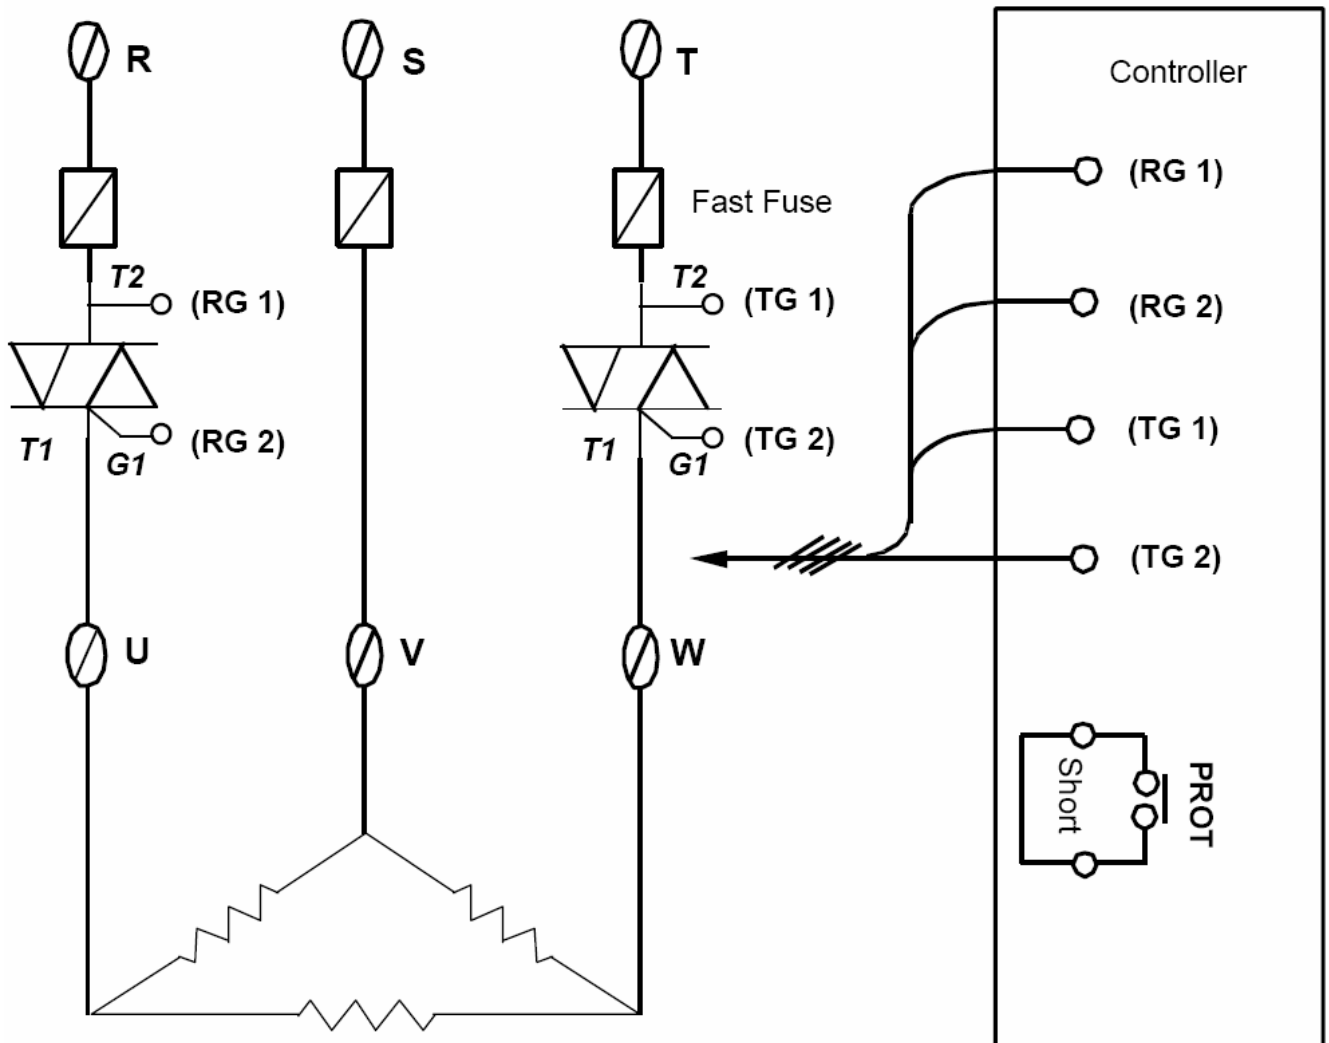 R
S
T
Controller
(RG 1)
Fast Fuse
T2
(RG 1)
T2
(TG 1)
(RG 2)
T1
G1
(RG 2)
T1
G1
(TG 2)
(TG 1)
(TG 2)
U
V
W
Short
PROT